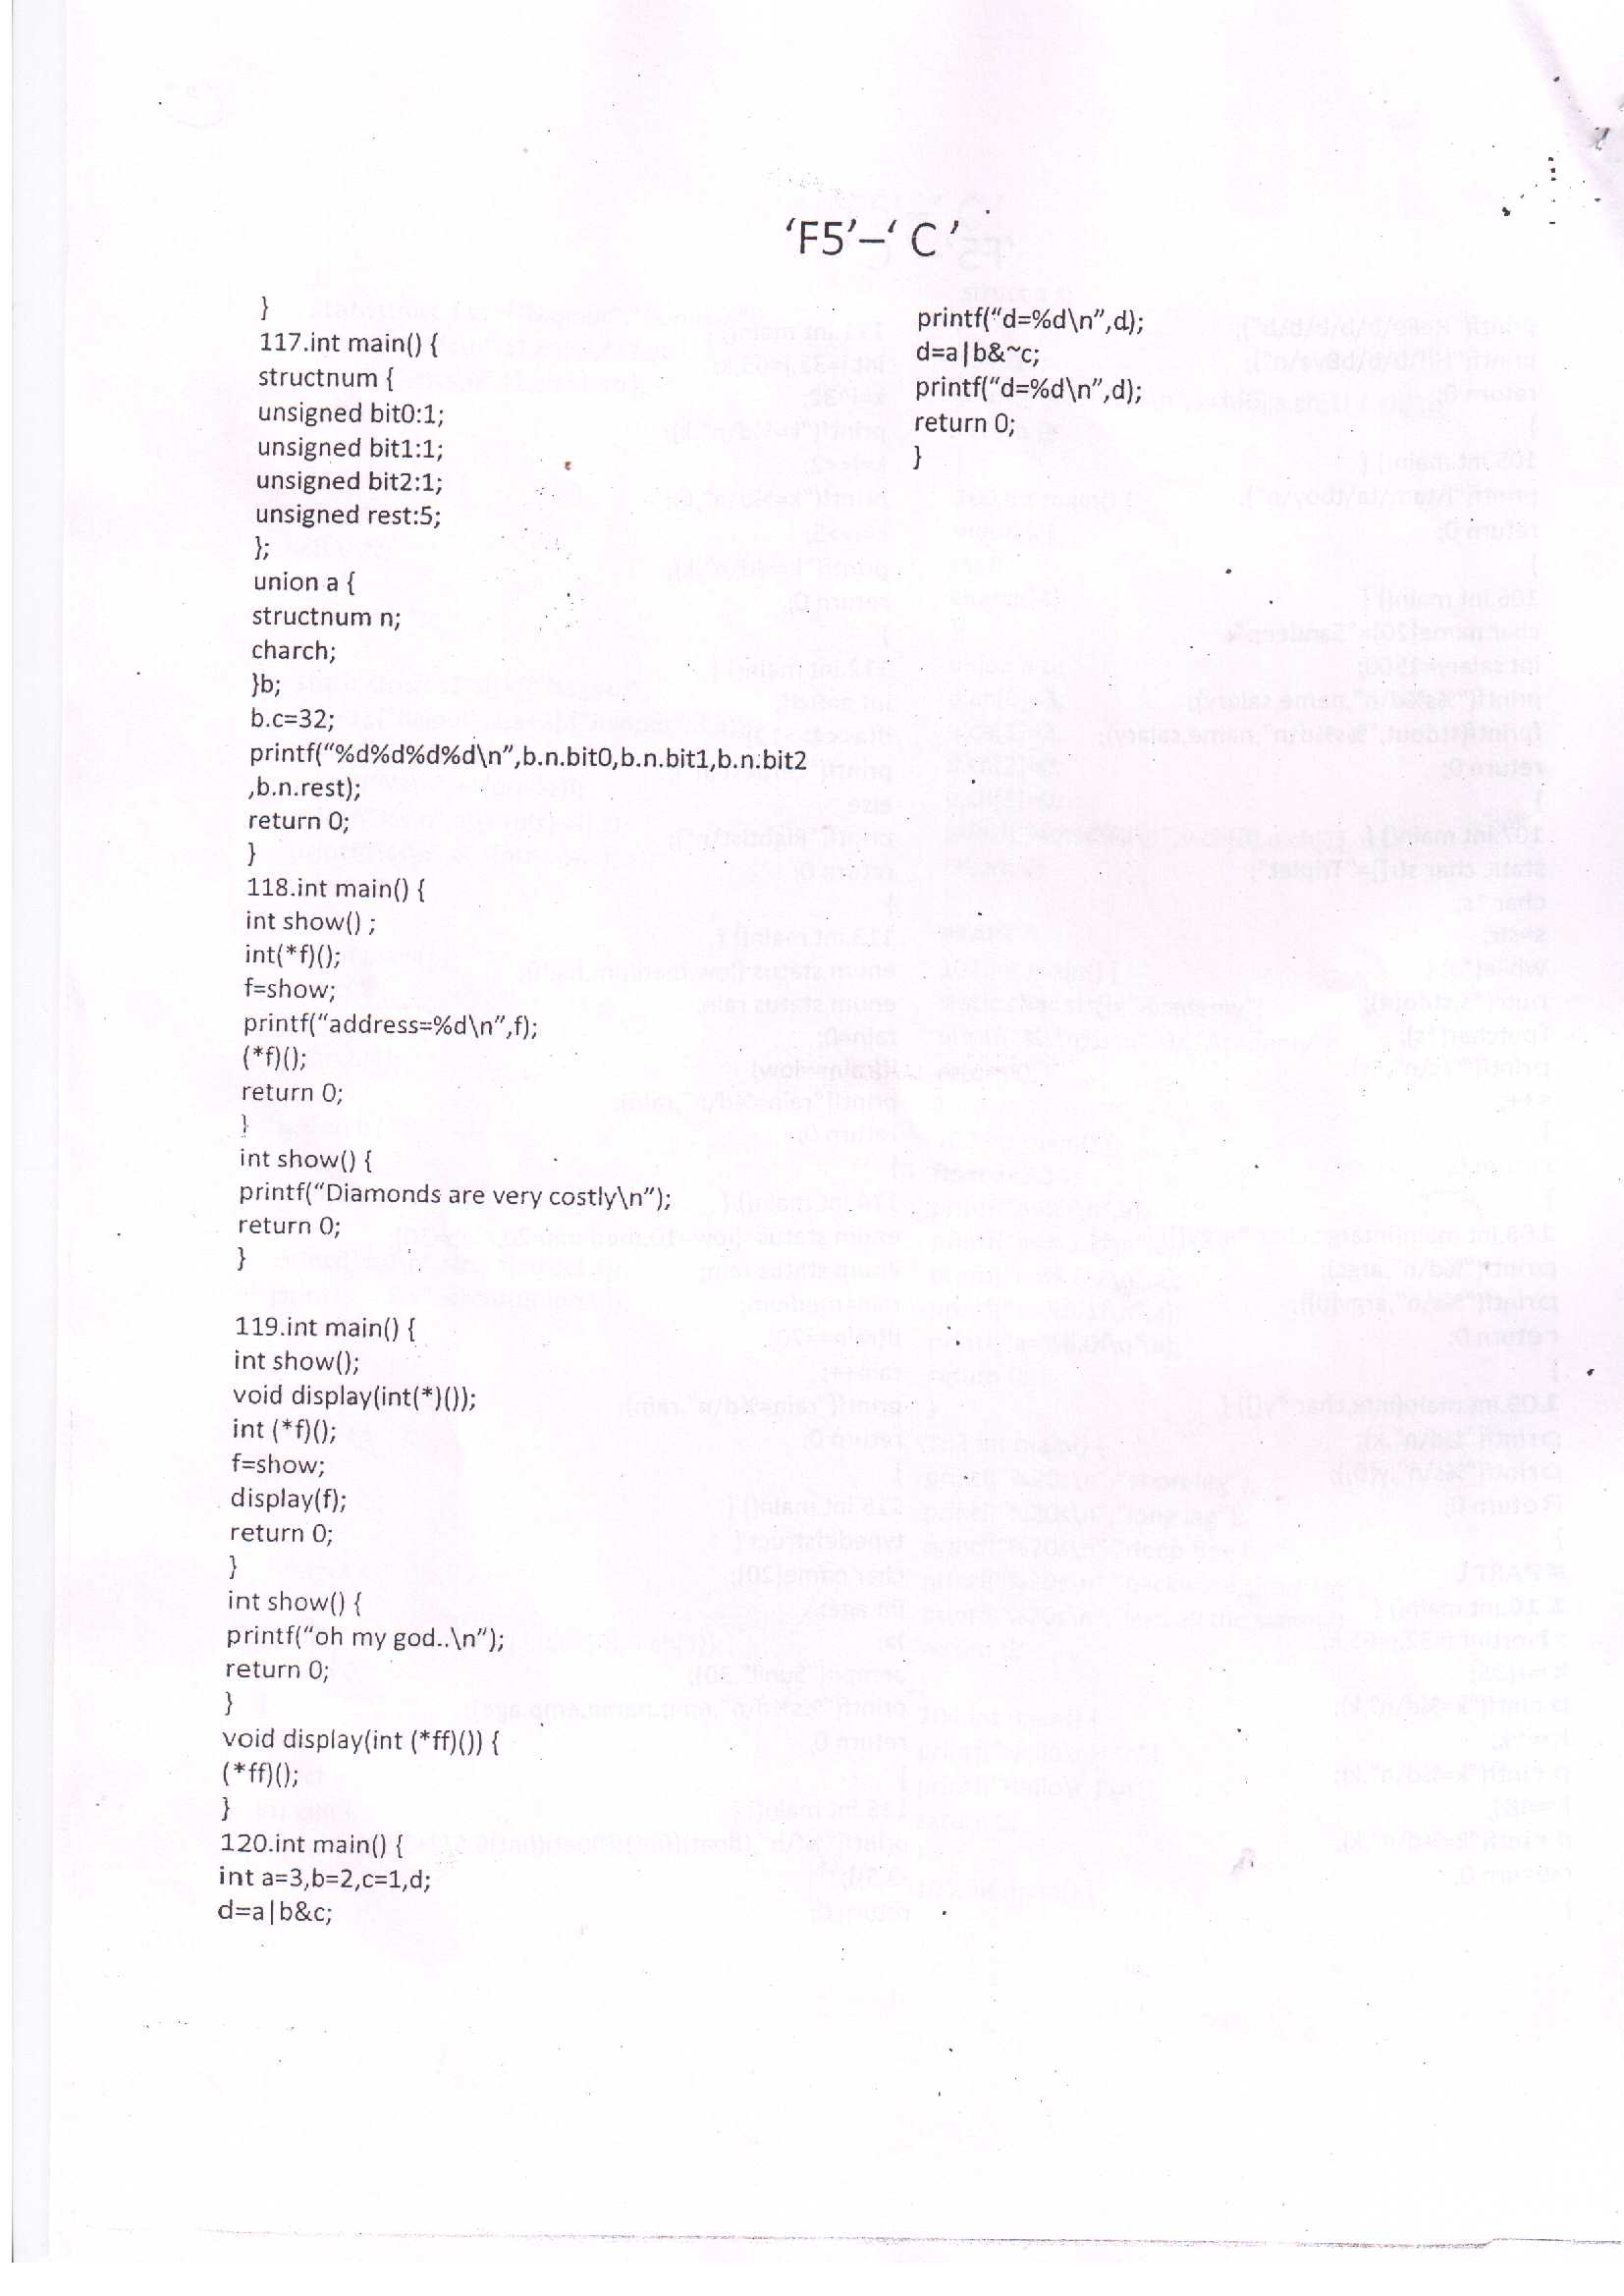 ‘F5’–‘ C ’
}
117.int main() {
structnum {
unsigned bit0:1;
unsigned bit1:1;
unsigned bit2:1;
unsigned rest:5;
};
union a {
structnum n;
charch;
}b;
b.c=32;
printf(“%d%d%d%d\n”,b.n.bit0,b.n.bit1,b.n.bit2
,b.n.rest);
return 0;
}
118.int main() {
int show() ;
int(*f)();
f=show;
printf(“address=%d\n”,f);
(*f)();
return 0;
}
int show() {
printf(“Diamonds are very costly\n”);
return 0;
}
119.int main() {
int show();
void display(int(*)());
int (*f)();
f=show;
display(f);
return 0;
}
int show() {
printf(“oh my god..\n”);
return 0;
}
void display(int (*ff)()) {
(*ff)();
}
120.int main() {
int a=3,b=2,c=1,d;
d=a|b&c;
printf(“d=%d\n”,d);
d=a|b&~c;
printf(“d=%d\n”,d);
return 0;
}